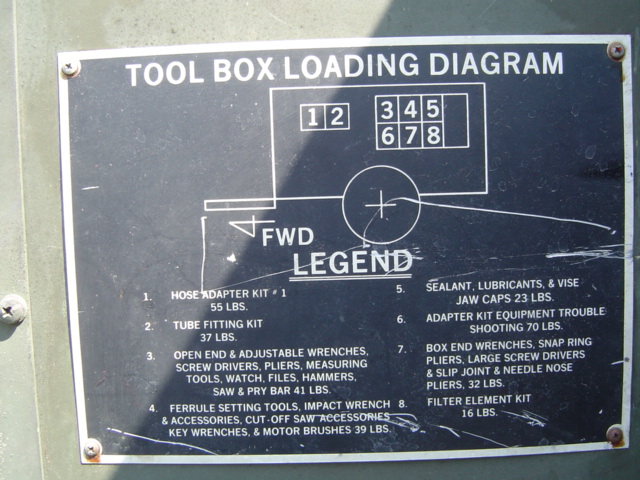 TOOL BOX LOADING DIAGRAM
1 2 3 4 5
6 7 8
FWD
LEGEND
1. HOSE ADAPTER KIT # 1
55 LBS.
2. TUBE FITTING KIT
37 LBS.
3. OPEN END & ADJUSTABLE WRENCHES,
SCREW DRIVERS, PLIERS, MEASURING
TOOLS, WATCH, FILES, HAMMERS,
SAW & PRY BAR 41 LBS.
4. FERRULE SETTING TOOLS, IMPACT WRENCH
& ACCESSORIES, CUT-OFF SAW ACCESSORIES
KEY WRENCHES, & MOTOR BRUSHES 39 LBS.
5. SEALANT, LUBRICANTS, & VISE
JAW CAPS 23 LBS.
6. ADAPTER KIT EQUIPMENT TROUBLE
SHOOTING 70 LBS.
7. BOX END WRENCHES, SNAP RING
PLIERS, LARGE SCREW DRIVERS
& SLIP JOINT & NEEDLE NOSE
PLIERS, 32 LBS.
8. FILTER ELEMENT KIT
16 LBS.